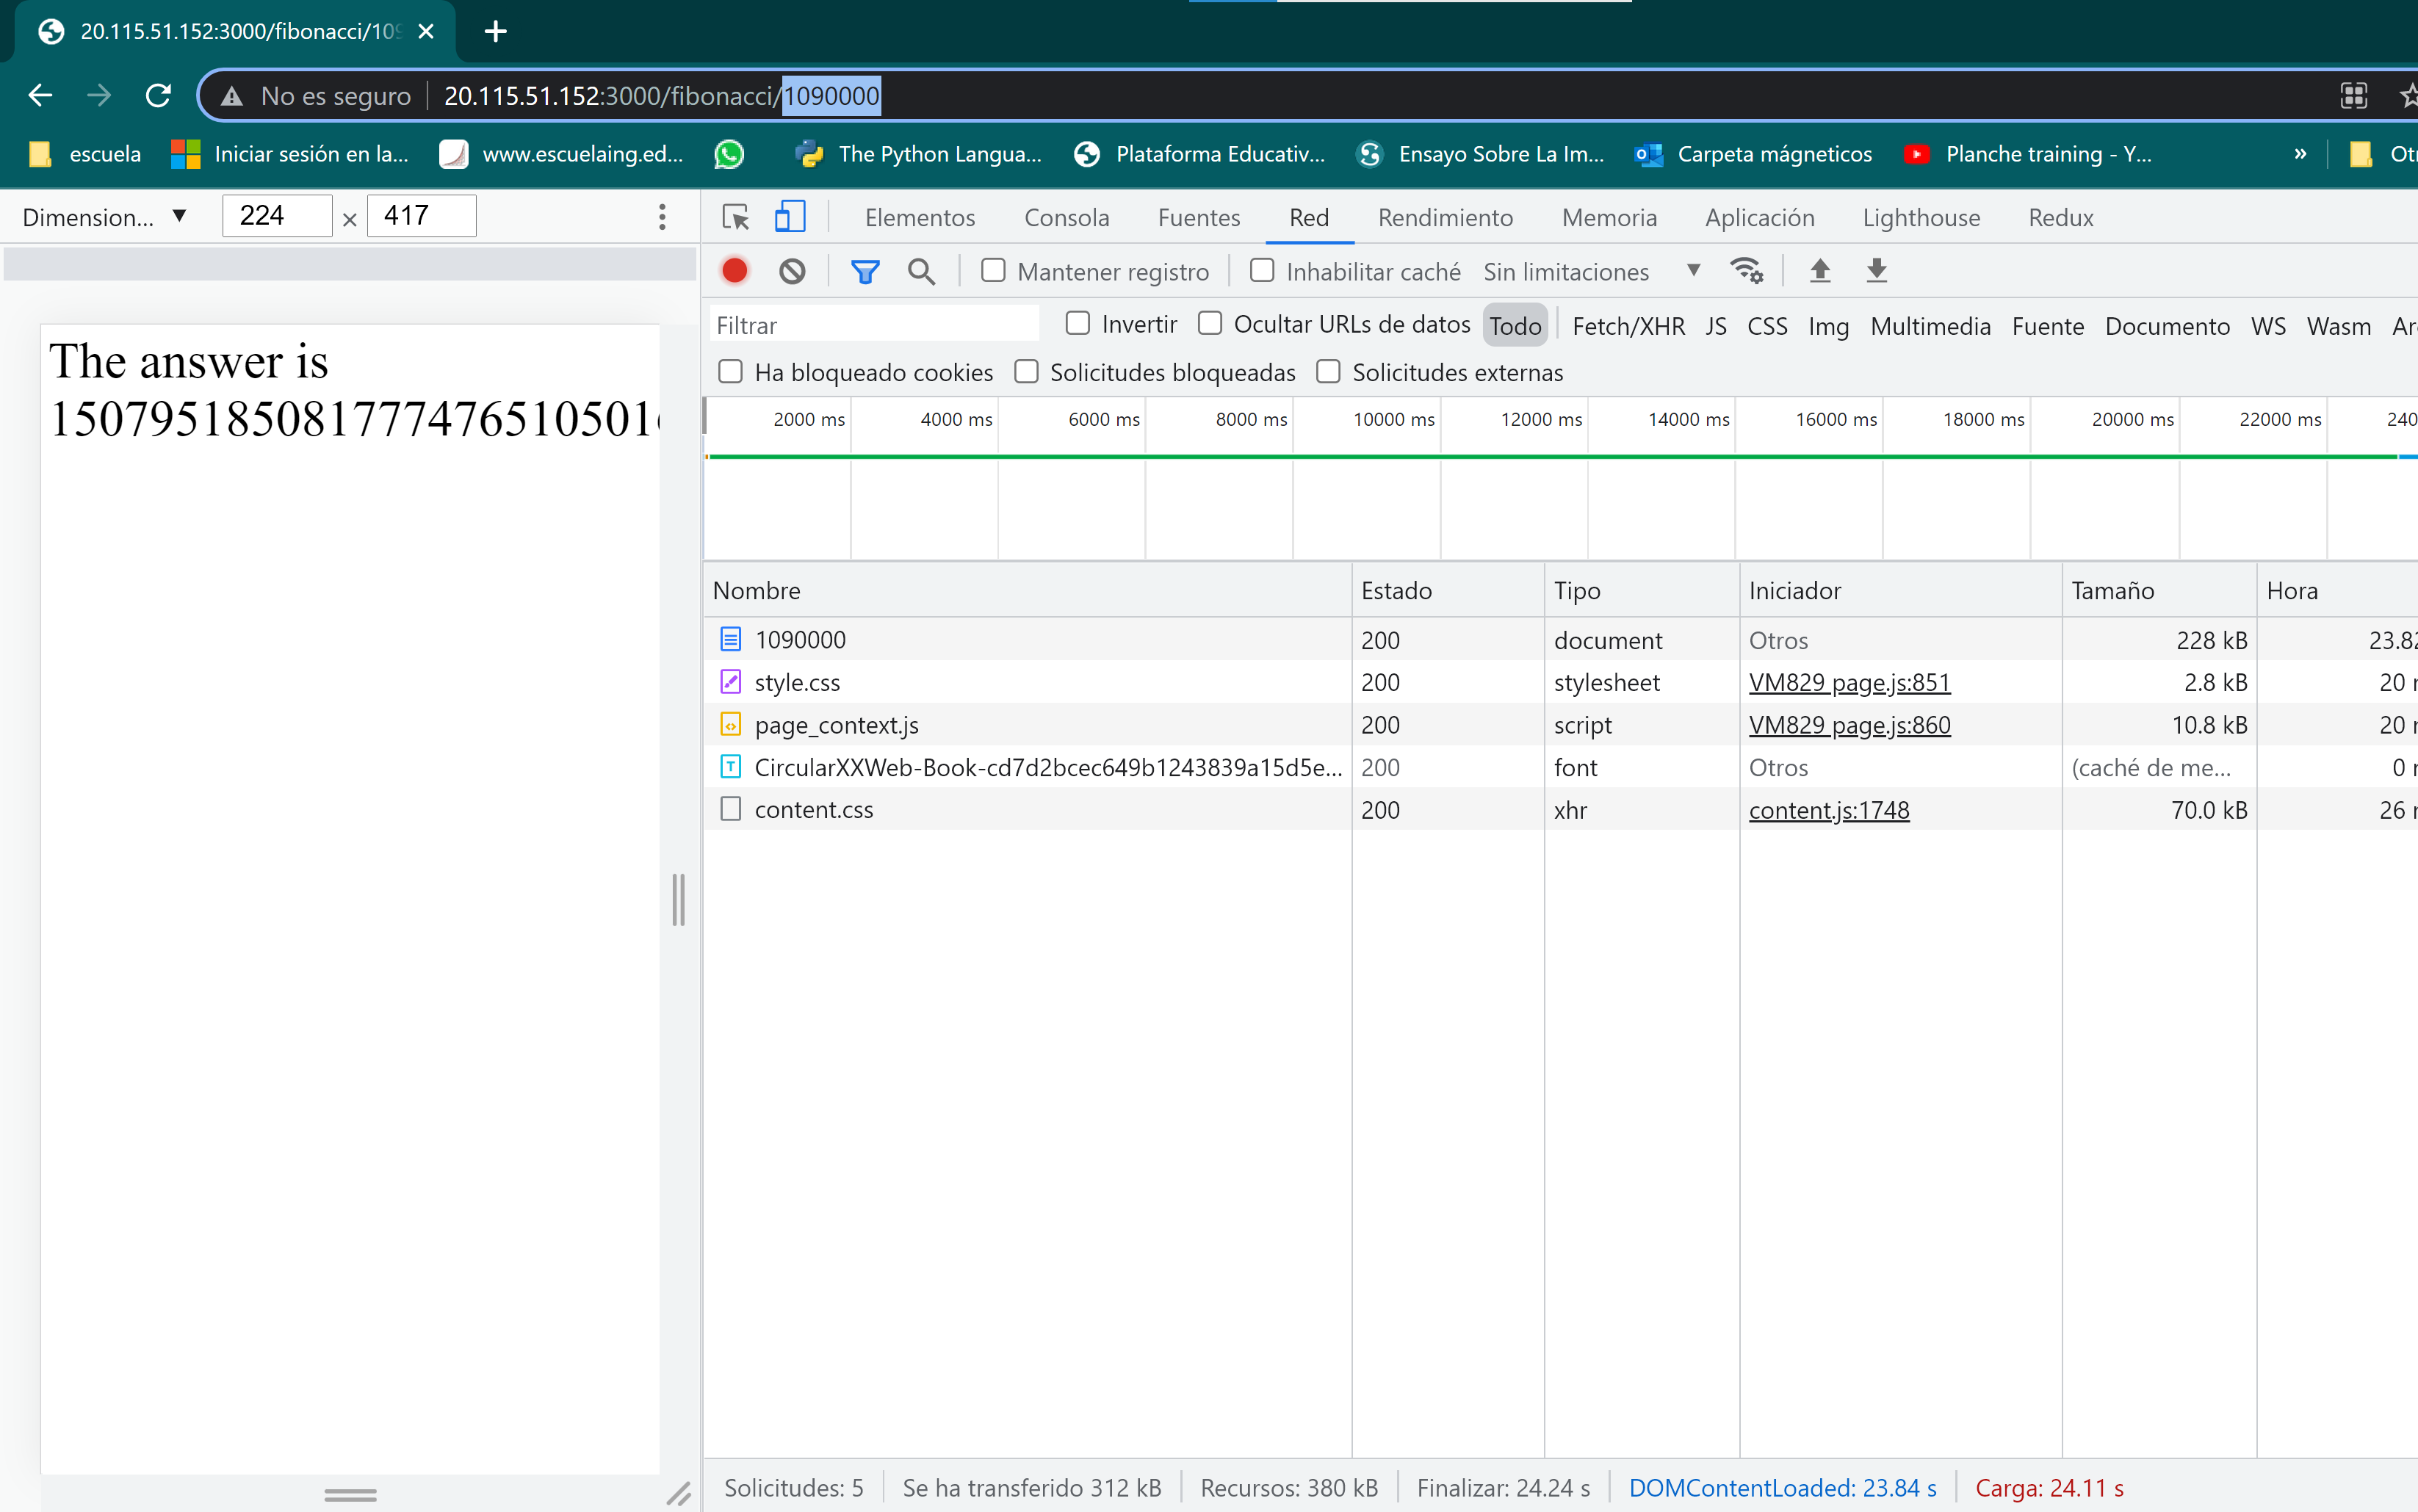 20.115.51.152:3000/fibonacci/109
No es seguro 20.115.51.152:3000/fibonacci/1090000
escuela Iniciar sesión en la... www.escuelaing.ed... The Python Langua... Plataforma Educativ... Ensayo Sobre La Im... Carpeta mágneticos Planche training - Y... »
Dimension... ▼ 224 × 417
Elementos Consola Fuentes Red Rendimiento Memoria Aplicación Lighthouse Redux
Mantener registro Inhabilitar caché Sin limitaciones ▼
Filtrar Invertir Ocultar URLs de datos Todo Fetch/XHR JS CSS Img Multimedia Fuente Documento WS Wasm
Ha bloqueado cookies Solicitudes bloqueadas Solicitudes externas
The answer is
1507951850817774765105016
2000 ms 4000 ms 6000 ms 8000 ms 10000 ms 12000 ms 14000 ms 16000 ms 18000 ms 20000 ms 22000 ms 240
Nombre Estado Tipo Iniciador Tamaño Hora
1090000 200 document Otros 228 kB 23.82
style.css 200 stylesheet VM829 page.js:851 2.8 kB 20
page_context.js 200 script VM829 page.js:860 10.8 kB 20
CircularXXWeb-Book-cd7d2bcec649b1243839a15d5e... 200 font Otros (caché de me... 0
content.css 200 xhr content.js:1748 70.0 kB 26
Solicitudes: 5 Se ha transferido 312 kB Recursos: 380 kB Finalizar: 24.24 s DOMContentLoaded: 23.84 s Carga: 24.11 s